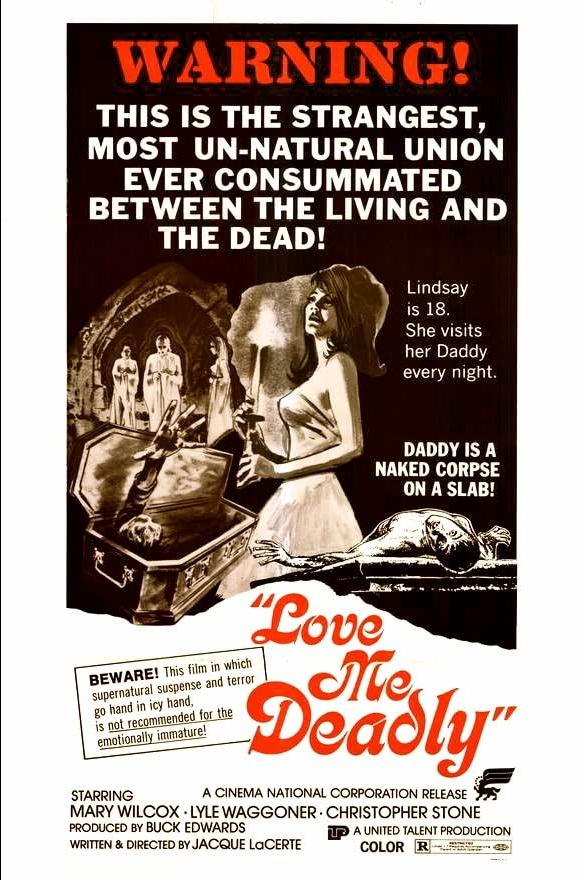 WARNING!
THIS IS THE STRANGEST,
MOST UN-NATURAL UNION
EVER CONSUMMATED
BETWEEN THE LIVING AND
THE DEAD!
Lindsay
is 18.
She visits
her Daddy
every night.
DADDY IS A
NAKED CORPSE
ON A SLAB!
"Love
Me
Deadly"
BEWARE! This film in which
supernatural suspense and terror
go hand in icy hand,
is not recommended for the
emotionally immature!
A CINEMA NATIONAL CORPORATION RELEASE
STARRING
MARY WILCOX · LYLE WAGGONER · CHRISTOPHER STONE
PRODUCED BY BUCK EDWARDS
A UNITED TALENT PRODUCTION
WRITTEN & DIRECTED BY JACQUE LaCERTE
COLOR
R RESTRICTED